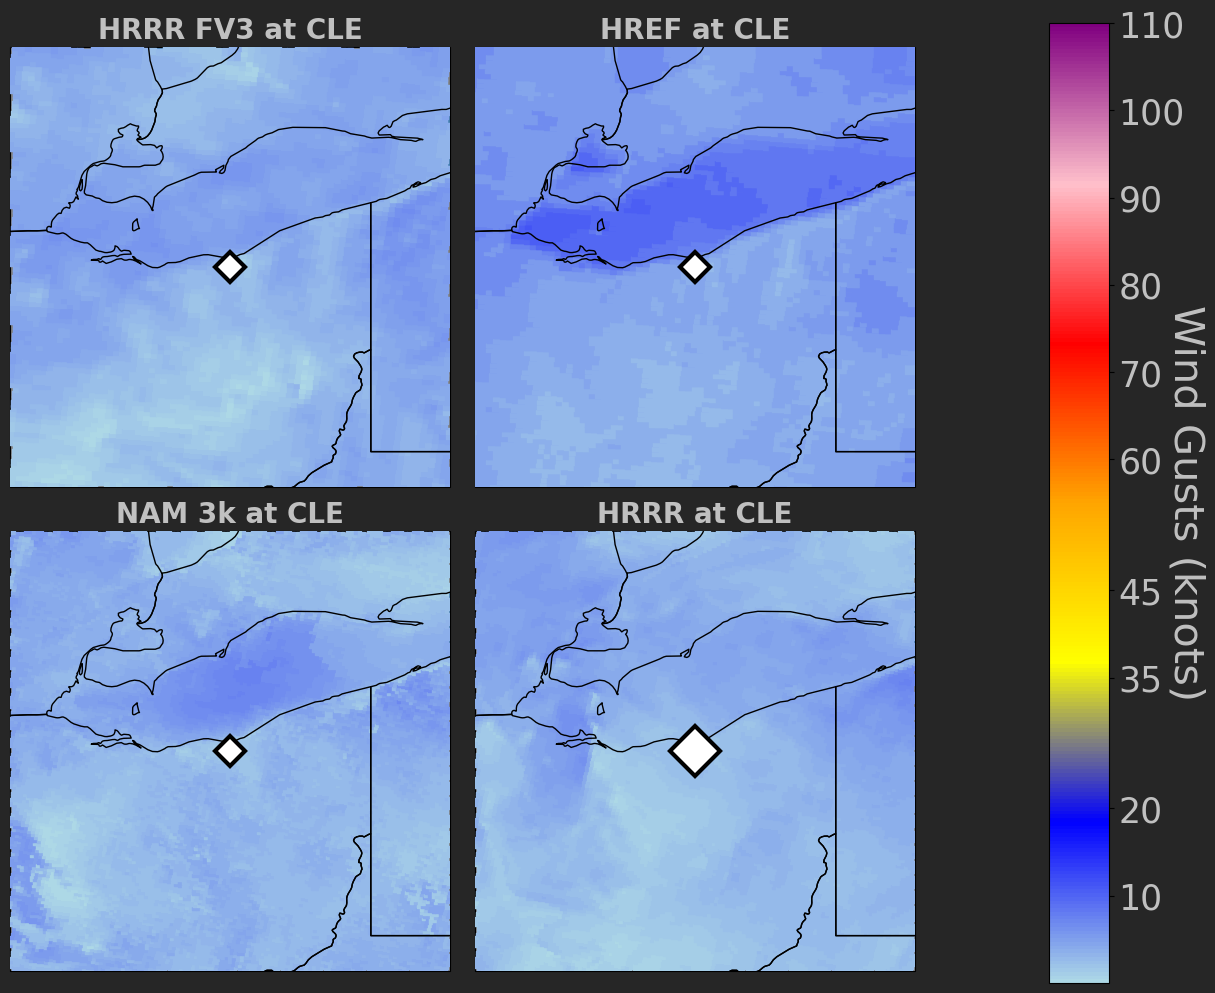 HRRR FV3 at CLE
HREF at CLE
NAM 3k at CLE
HRRR at CLE
110
100
90
80
70
60
45
35
20
10
Wind Gusts (knots)